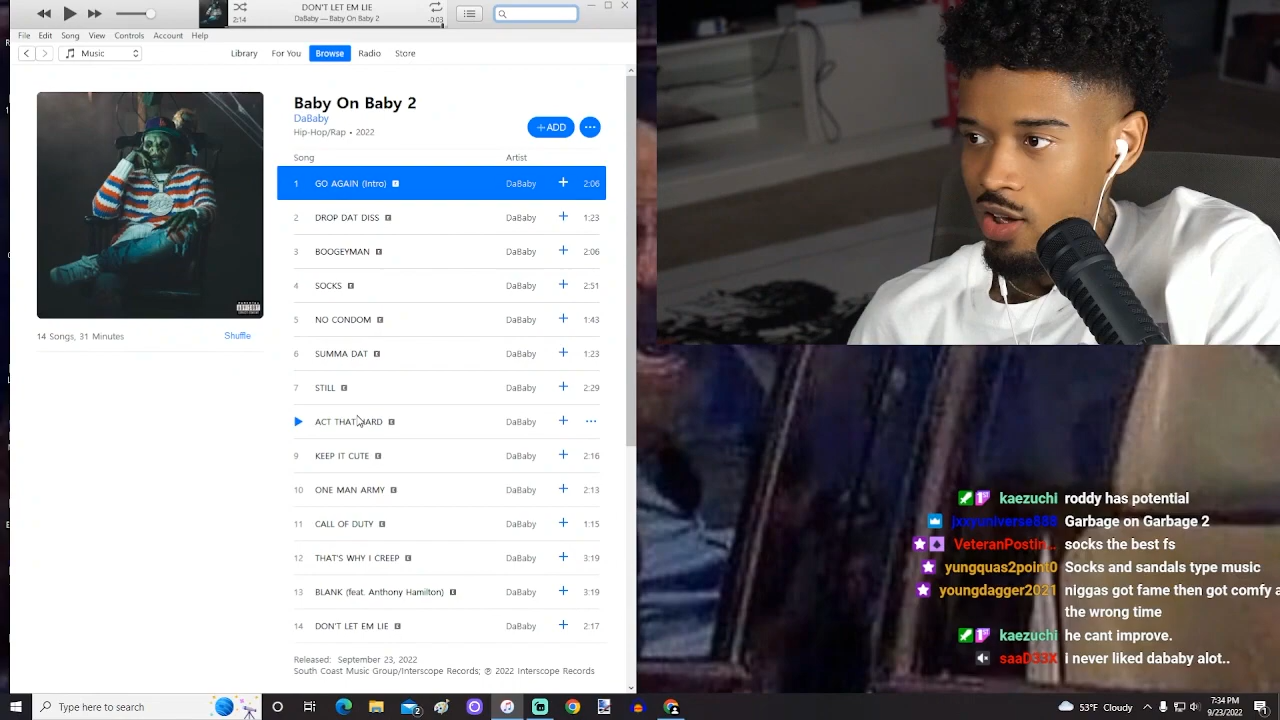 DON'T LET EM LIE
2:14
DaBaby — Baby On Baby 2
-0:03
File Edit Song View Controls Account Help
Music
Library For You Browse Radio Store
Baby On Baby 2
DaBaby
Hip-Hop/Rap • 2022
+ADD
Song Artist
1 GO AGAIN (Intro) E DaBaby + 2:06
2 DROP DAT DISS E DaBaby + 1:23
3 BOOGEYMAN E DaBaby + 2:06
4 SOCKS E DaBaby + 2:51
5 NO CONDOM E DaBaby + 1:43
6 SUMMA DAT E DaBaby + 1:23
7 STILL E DaBaby + 2:29
ACT THAT HARD E DaBaby + ...
9 KEEP IT CUTE E DaBaby + 2:16
10 ONE MAN ARMY E DaBaby + 2:13
11 CALL OF DUTY E DaBaby + 1:15
12 THAT'S WHY I CREEP E DaBaby + 3:19
13 BLANK (feat. Anthony Hamilton) E DaBaby + 3:19
14 DON'T LET EM LIE E DaBaby + 2:17
14 Songs, 31 Minutes
Shuffle
Released: September 23, 2022
South Coast Music Group/Interscope Records; ℗ 2022 Interscope Records
kaezuchi roddy has potential
jxxyuniverse888 Garbage on Garbage 2
VeteranPostin... socks the best fs
yungquas2point0 Socks and sandals type music
youngdagger2021 niggas got fame then got comfy a
the wrong time
kaezuchi he cant improve.
saaD33X i never liked dababy alot..
Type here to search
53°F Cloudy
7:34 PM
9/23/2022